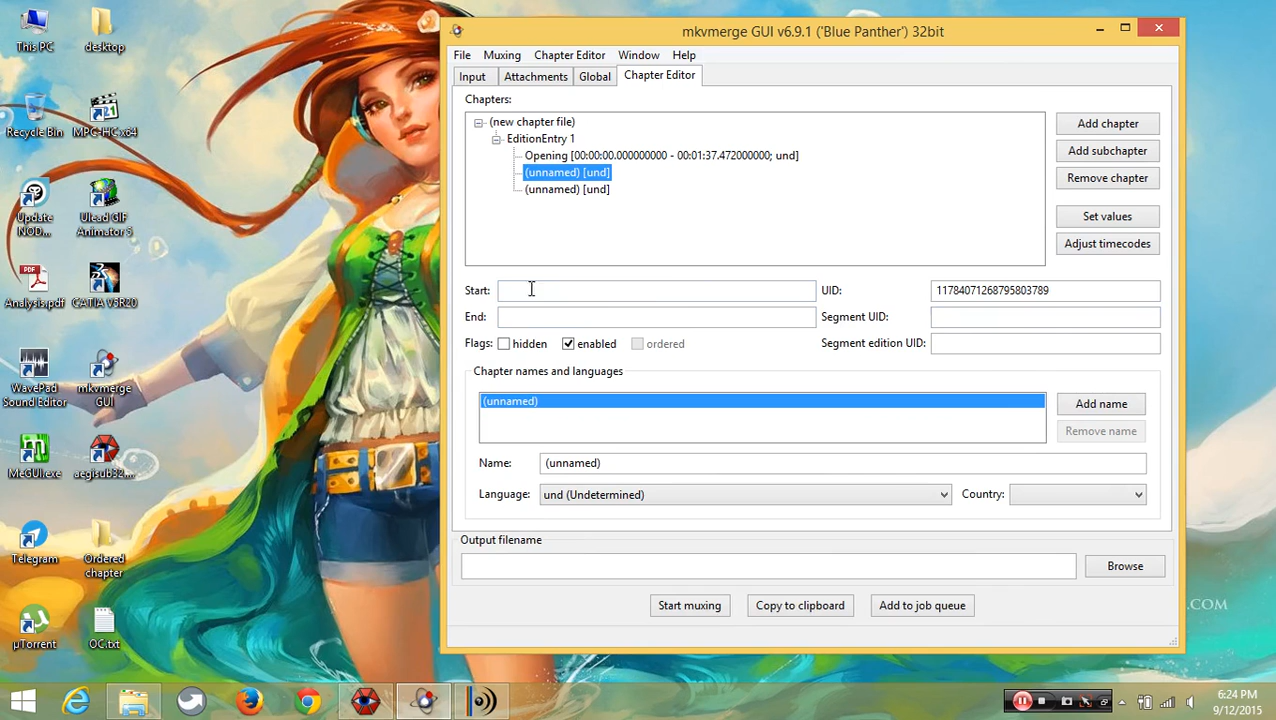 This PC
desktop
Recycle Bin
MPC-HC x64
Update NOD...
Ulead GIF Animator 5
Analysis.pdf
CATIA V5R20
WavePad Sound Editor
mkvmerge GUI
MeGUI.exe
aegisub32....
Telegram
Ordered chapter
µTorrent
OC.txt
mkvmerge GUI v6.9.1 ('Blue Panther') 32bit
File Muxing Chapter Editor Window Help
Input Attachments Global Chapter Editor
Chapters:
(new chapter file)
EditionEntry 1
Opening [00:00:00.000000000 - 00:01:37.472000000; und]
(unnamed) [und]
(unnamed) [und]
Add chapter
Add subchapter
Remove chapter
Set values
Adjust timecodes
Start: UID: 11784071268795803789
End: Segment UID:
Flags: hidden enabled ordered Segment edition UID:
Chapter names and languages
(unnamed)
Add name
Remove name
Name: (unnamed)
Language: und (Undetermined) Country:
Output filename
Browse
Start muxing Copy to clipboard Add to job queue
.COM
6:24 PM
9/12/2015